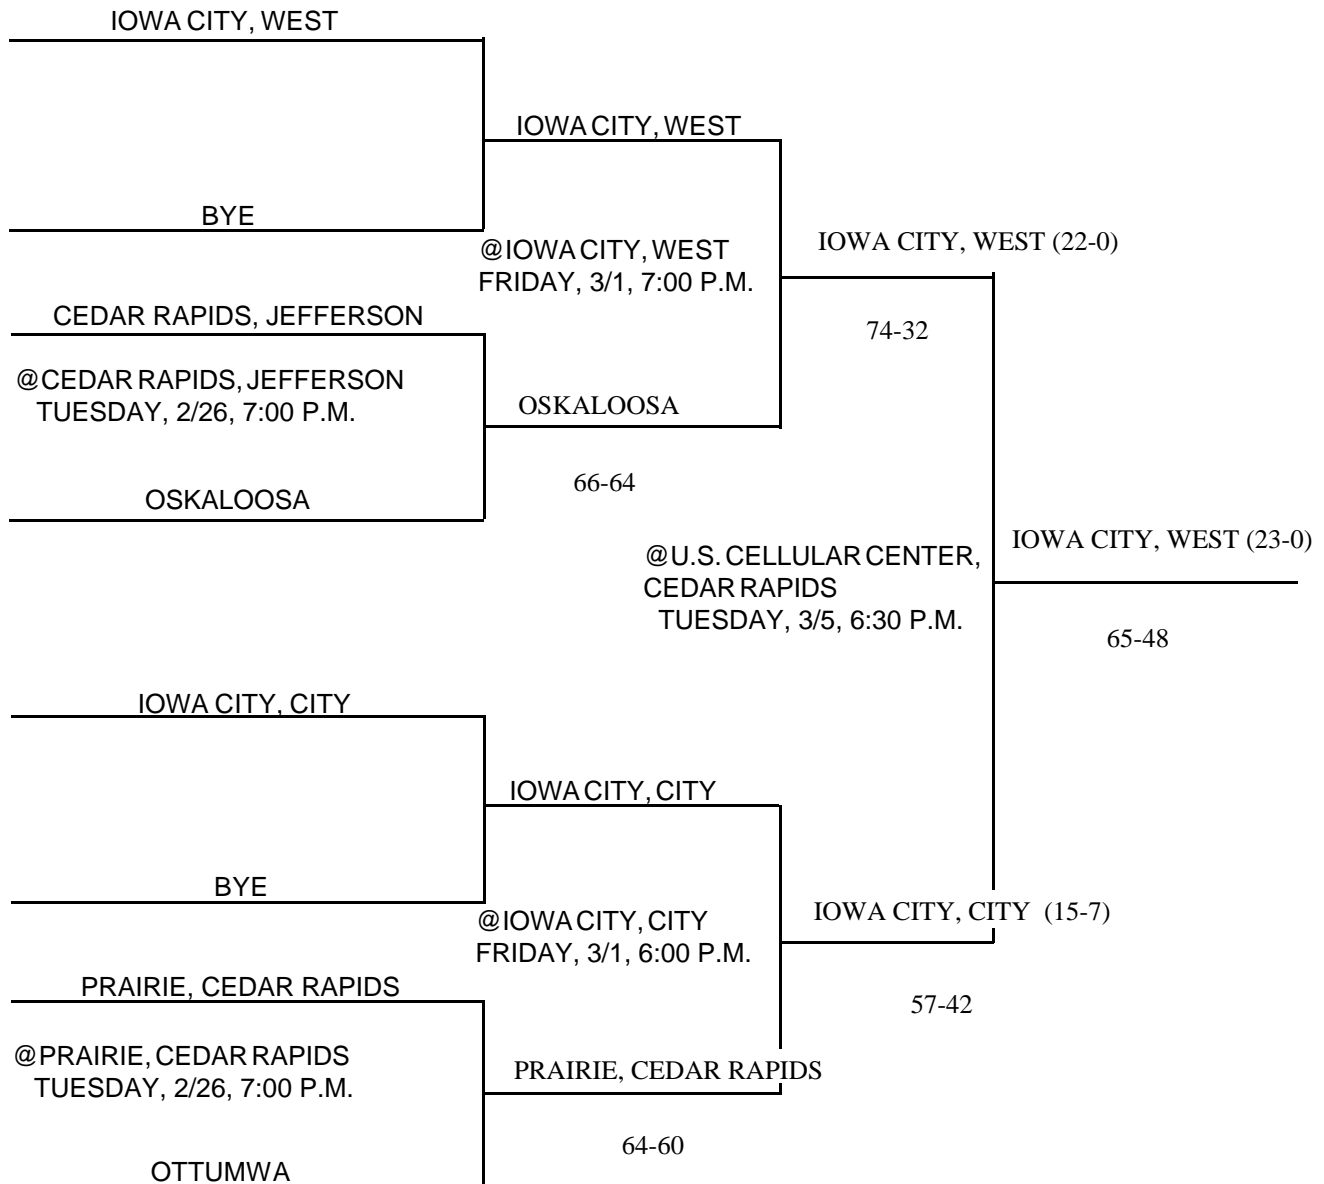 IOWA CITY, WEST
IOWA CITY, WEST
BYE
@IOWA CITY, WEST
FRIDAY, 3/1, 7:00 P.M.
IOWA CITY, WEST (22-0)
CEDAR RAPIDS, JEFFERSON
74-32
@CEDAR RAPIDS, JEFFERSON
TUESDAY, 2/26, 7:00 P.M.
OSKALOOSA
66-64
OSKALOOSA
@U.S. CELLULAR CENTER,
CEDAR RAPIDS
TUESDAY, 3/5, 6:30 P.M.
IOWA CITY, WEST (23-0)
65-48
IOWA CITY, CITY
IOWA CITY, CITY
BYE
@IOWA CITY, CITY
FRIDAY, 3/1, 6:00 P.M.
IOWA CITY, CITY (15-7)
PRAIRIE, CEDAR RAPIDS
57-42
@PRAIRIE, CEDAR RAPIDS
TUESDAY, 2/26, 7:00 P.M.
PRAIRIE, CEDAR RAPIDS
64-60
OTTUMWA